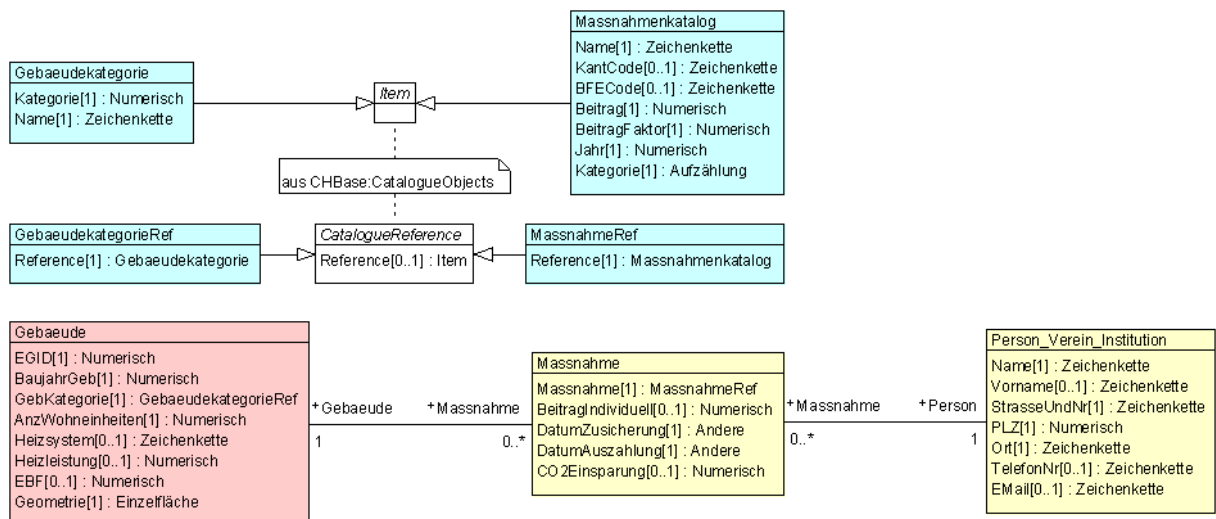 Massnahmenkatalog
Name[1] : Zeichenkette
KantCode[0..1] : Zeichenkette
BFECode[0..1] : Zeichenkette
Beitrag[1] : Numerisch
BeitragFaktor[1] : Numerisch
Jahr[1] : Numerisch
Kategorie[1] : Aufzählung
Gebaeudekategorie
Kategorie[1] : Numerisch
Name[1] : Zeichenkette
Item
aus CHBase:CatalogueObjects
GebaeudekategorieRef
Reference[1] : Gebaeudekategorie
CatalogueReference
Reference[0..1] : Item
MassnahmeRef
Reference[1] : Massnahmenkatalog
Gebaeude
EGID[1] : Numerisch
BaujahrGeb[1] : Numerisch
GebKategorie[1] : GebaeudekategorieRef
AnzWohneinheiten[1] : Numerisch
Heizsystem[0..1] : Zeichenkette
Heizleistung[0..1] : Numerisch
EBF[0..1] : Numerisch
Geometrie[1] : Einzelfläche
+Gebaeude
1
+Massnahme
0..*
Massnahme
Massnahme[1] : MassnahmeRef
BeitragIndividuell[0..1] : Numerisch
DatumZusicherung[1] : Andere
DatumAuszahlung[1] : Andere
CO2Einsparung[0..1] : Numerisch
+Massnahme
0..*
+Person
1
Person_Verein_Institution
Name[1] : Zeichenkette
Vorname[0..1] : Zeichenkette
StrasseUndNr[1] : Zeichenkette
PLZ[1] : Numerisch
Ort[1] : Zeichenkette
TelefonNr[0..1] : Zeichenkette
EMail[0..1] : Zeichenkette